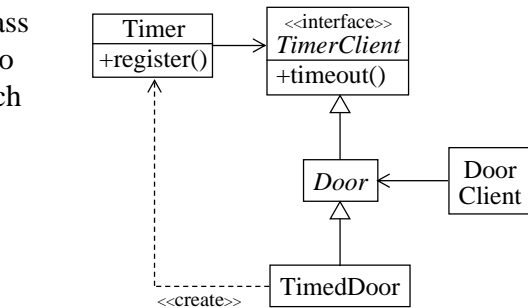 ass
o
ch
Timer
+register()
<<interface>>
TimerClient
+timeout()
Door
Door
Client
TimedDoor
<<create>>